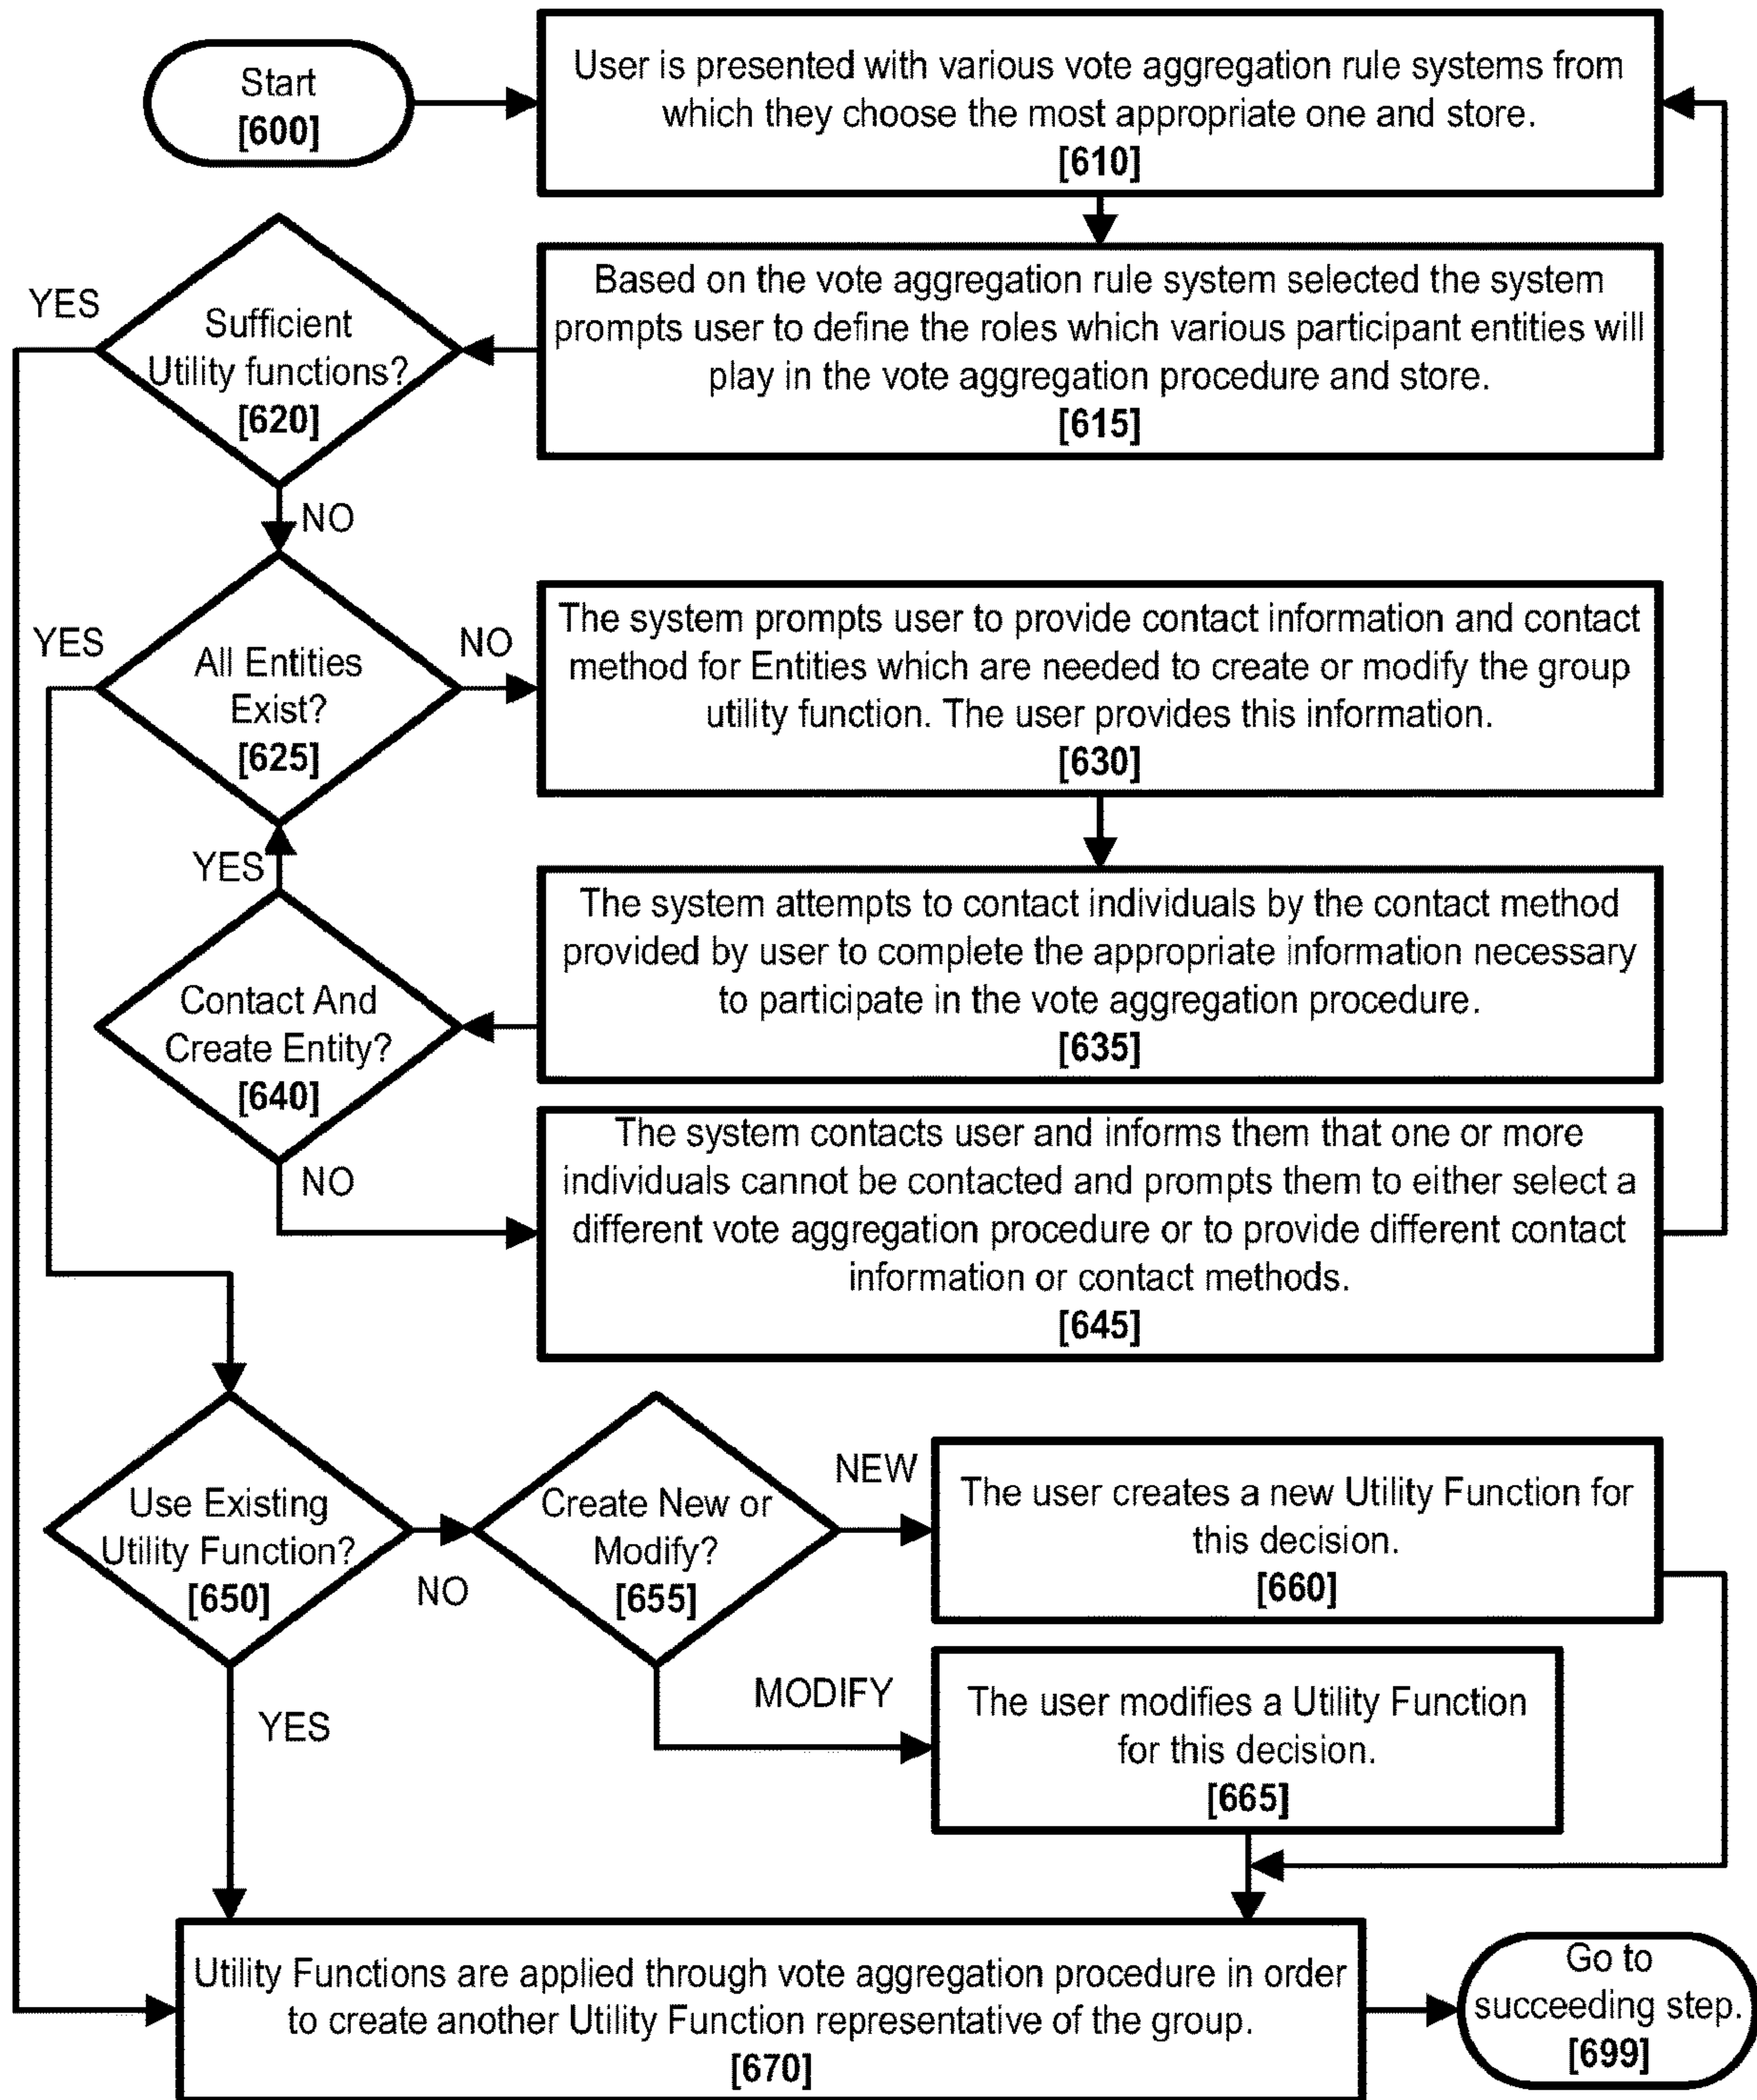 Start
[600]
User is presented with various vote aggregation rule systems from
which they choose the most appropriate one and store.
[610]
Based on the vote aggregation rule system selected the system
prompts user to define the roles which various participant entities will
play in the vote aggregation procedure and store.
[615]
YES
Sufficient
Utility functions?
[620]
NO
YES
All Entities
Exist?
[625]
NO
The system prompts user to provide contact information and contact
method for Entities which are needed to create or modify the group
utility function. The user provides this information.
[630]
The system attempts to contact individuals by the contact method
provided by user to complete the appropriate information necessary
to participate in the vote aggregation procedure.
[635]
YES
Contact And
Create Entity?
[640]
NO
The system contacts user and informs them that one or more
individuals cannot be contacted and prompts them to either select a
different vote aggregation procedure or to provide different contact
information or contact methods.
[645]
Use Existing
Utility Function?
[650]
NO
YES
Create New or
Modify?
[655]
NEW
The user creates a new Utility Function for
this decision.
[660]
MODIFY
The user modifies a Utility Function
for this decision.
[665]
Utility Functions are applied through vote aggregation procedure in order
to create another Utility Function representative of the group.
[670]
Go to
succeeding step.
[699]